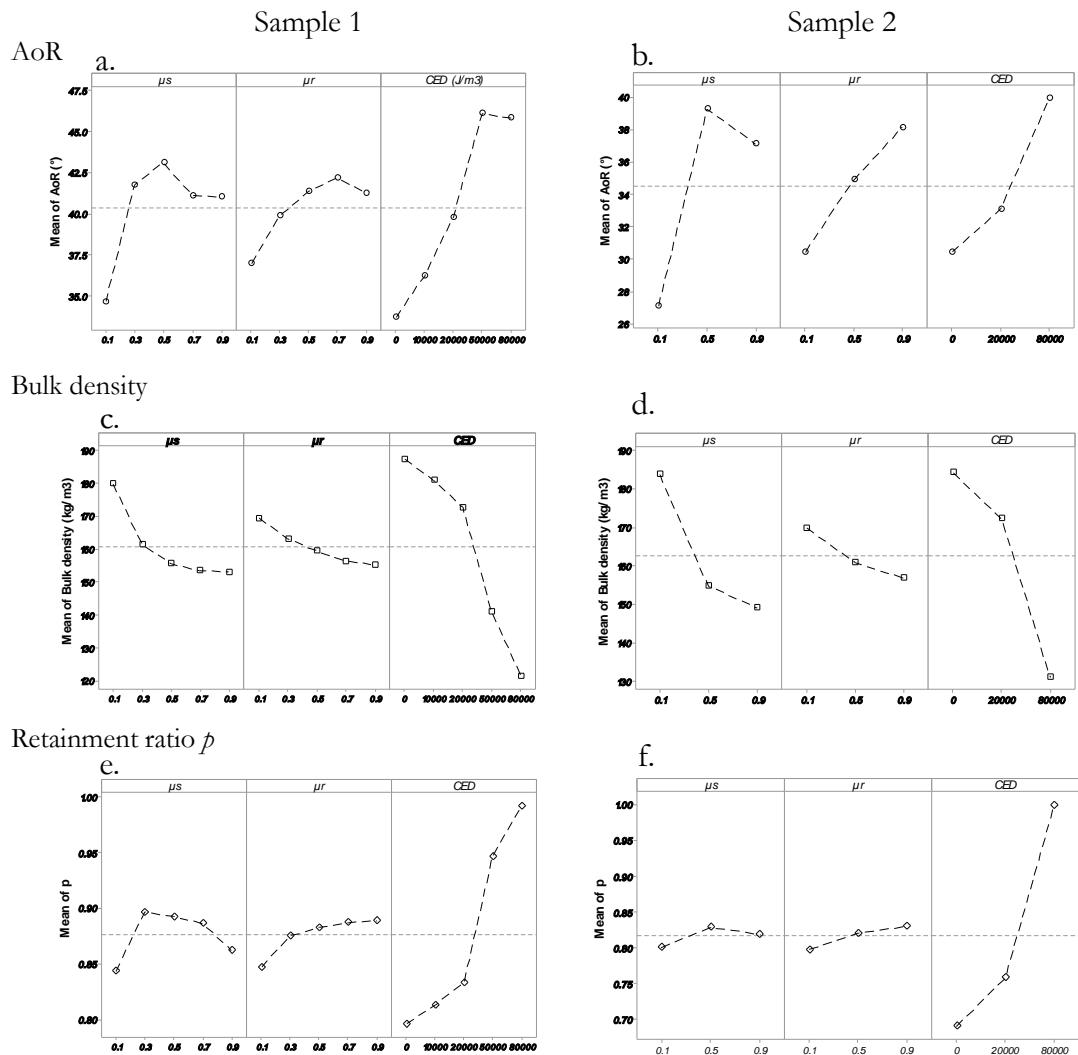 Sample 1
Sample 2
AoR
a.
b.
µs µr CED (J/m3)
µs µr CED
Mean of AoR (°)
47.5
45.0
42.5
40.0
37.5
35.0
0.1 0.3 0.5 0.7 0.9 0.1 0.3 0.5 0.7 0.9 0 10000 20000 50000 80000
Mean of AoR (°)
40
38
36
34
32
30
28
26
0.1 0.5 0.9 0.1 0.5 0.9 0 20000 80000
Bulk density
c.
d.
µs µr CED
µs µr CED
Mean of Bulk density (kg/m3)
190
180
170
160
150
140
130
120
0.1 0.3 0.5 0.7 0.9 0.1 0.3 0.5 0.7 0.9 0 10000 20000 50000 80000
Mean of Bulk density (kg/m3)
190
180
170
160
150
140
130
0.1 0.5 0.9 0.1 0.5 0.9 0 20000 80000
Retainment ratio p
e.
f.
µs µr CED
µs µr CED
Mean of p
1.00
0.95
0.90
0.85
0.80
0.1 0.3 0.5 0.7 0.9 0.1 0.3 0.5 0.7 0.9 0 10000 20000 50000 80000
Mean of p
1.00
0.95
0.90
0.85
0.80
0.75
0.70
0.1 0.5 0.9 0.1 0.5 0.9 0 20000 80000